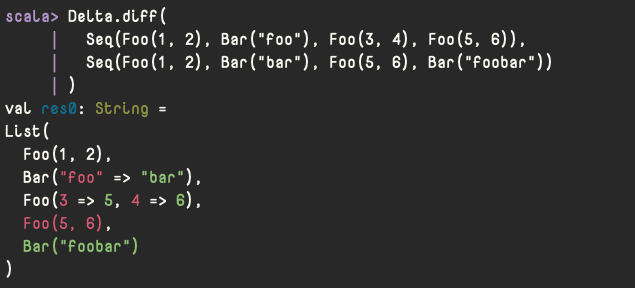 scala> Delta.diff(
     |   Seq(Foo(1, 2), Bar("foo"), Foo(3, 4), Foo(5, 6)),
     |   Seq(Foo(1, 2), Bar("bar"), Foo(5, 6), Bar("foobar"))
     | )
val res0: String =
List(
  Foo(1, 2),
  Bar("foo" => "bar"),
  Foo(3 => 5, 4 => 6),
  Foo(5, 6),
  Bar("foobar")
)